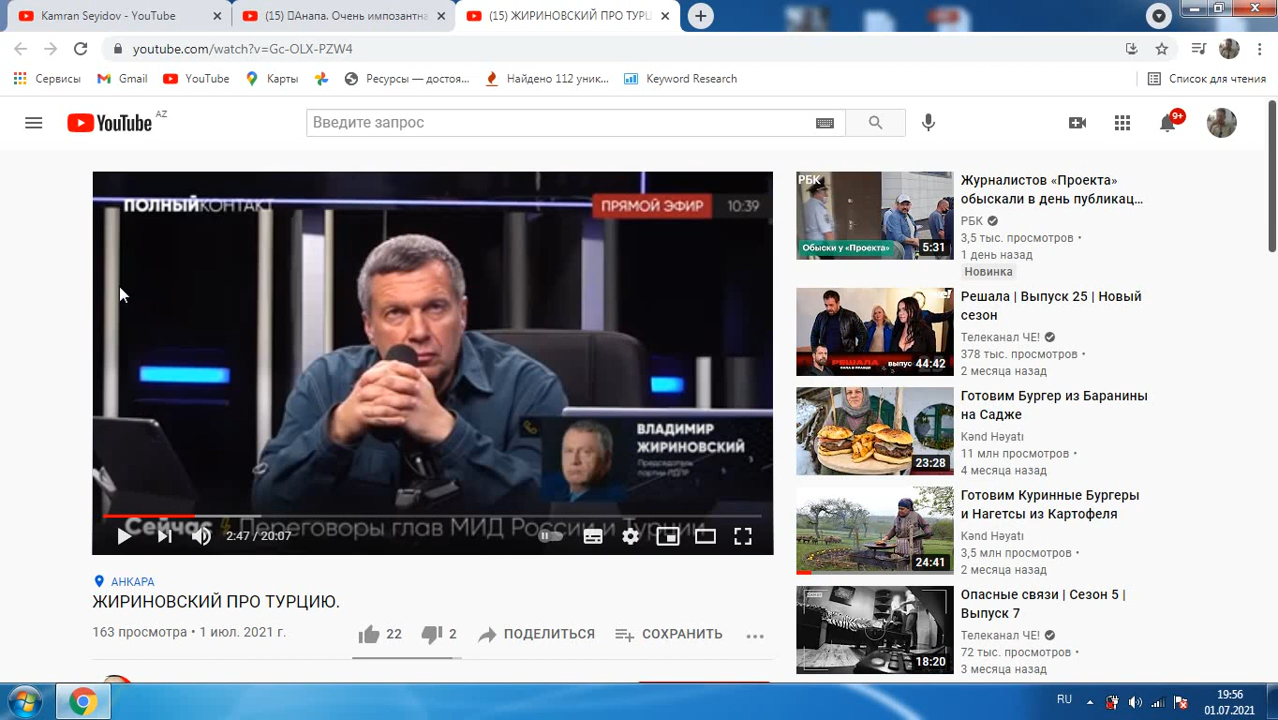 Kamran Seyidov - YouTube
(15) Анапа. Очень импозантна
(15) ЖИРИНОВСКИЙ ПРО ТУРЦ
youtube.com/watch?v=Gc-OLX-PZW4
Сервисы
Gmail
YouTube
Карты
Ресурсы — достоя...
Найдено 112 уник...
Keyword Research
Список для чтения
YouTube AZ
Введите запрос
9+
ПОЛНЫЙКОНТАКТ
ПРЯМОЙ ЭФИР 10:39
ВЛАДИМИР
ЖИРИНОВСКИЙ
Председатель
партии ЛДПР
Сейчас Переговоры глав МИД России и Турции
2:47 / 20:07
АНКАРА
ЖИРИНОВСКИЙ ПРО ТУРЦИЮ.
163 просмотра • 1 июл. 2021 г.
22
2
ПОДЕЛИТЬСЯ
СОХРАНИТЬ
РБК
Обыски у «Проекта»
5:31
Журналистов «Проекта»
обыскали в день публикац...
РБК
3,5 тыс. просмотров •
1 день назад
Новинка
РЕШАЛА
ВЫПУСК 25
44:42
Решала | Выпуск 25 | Новый
сезон
Телеканал ЧЕ!
378 тыс. просмотров •
2 месяца назад
23:28
Готовим Бургер из Баранины
на Садже
Kənd Həyatı
11 млн просмотров •
4 месяца назад
24:41
Готовим Куринные Бургеры
и Нагетсы из Картофеля
Kənd Həyatı
3,5 млн просмотров •
2 месяца назад
18:20
Опасные связи | Сезон 5 |
Выпуск 7
Телеканал ЧЕ!
72 тыс. просмотров •
3 месяца назад
RU
19:56
01.07.2021